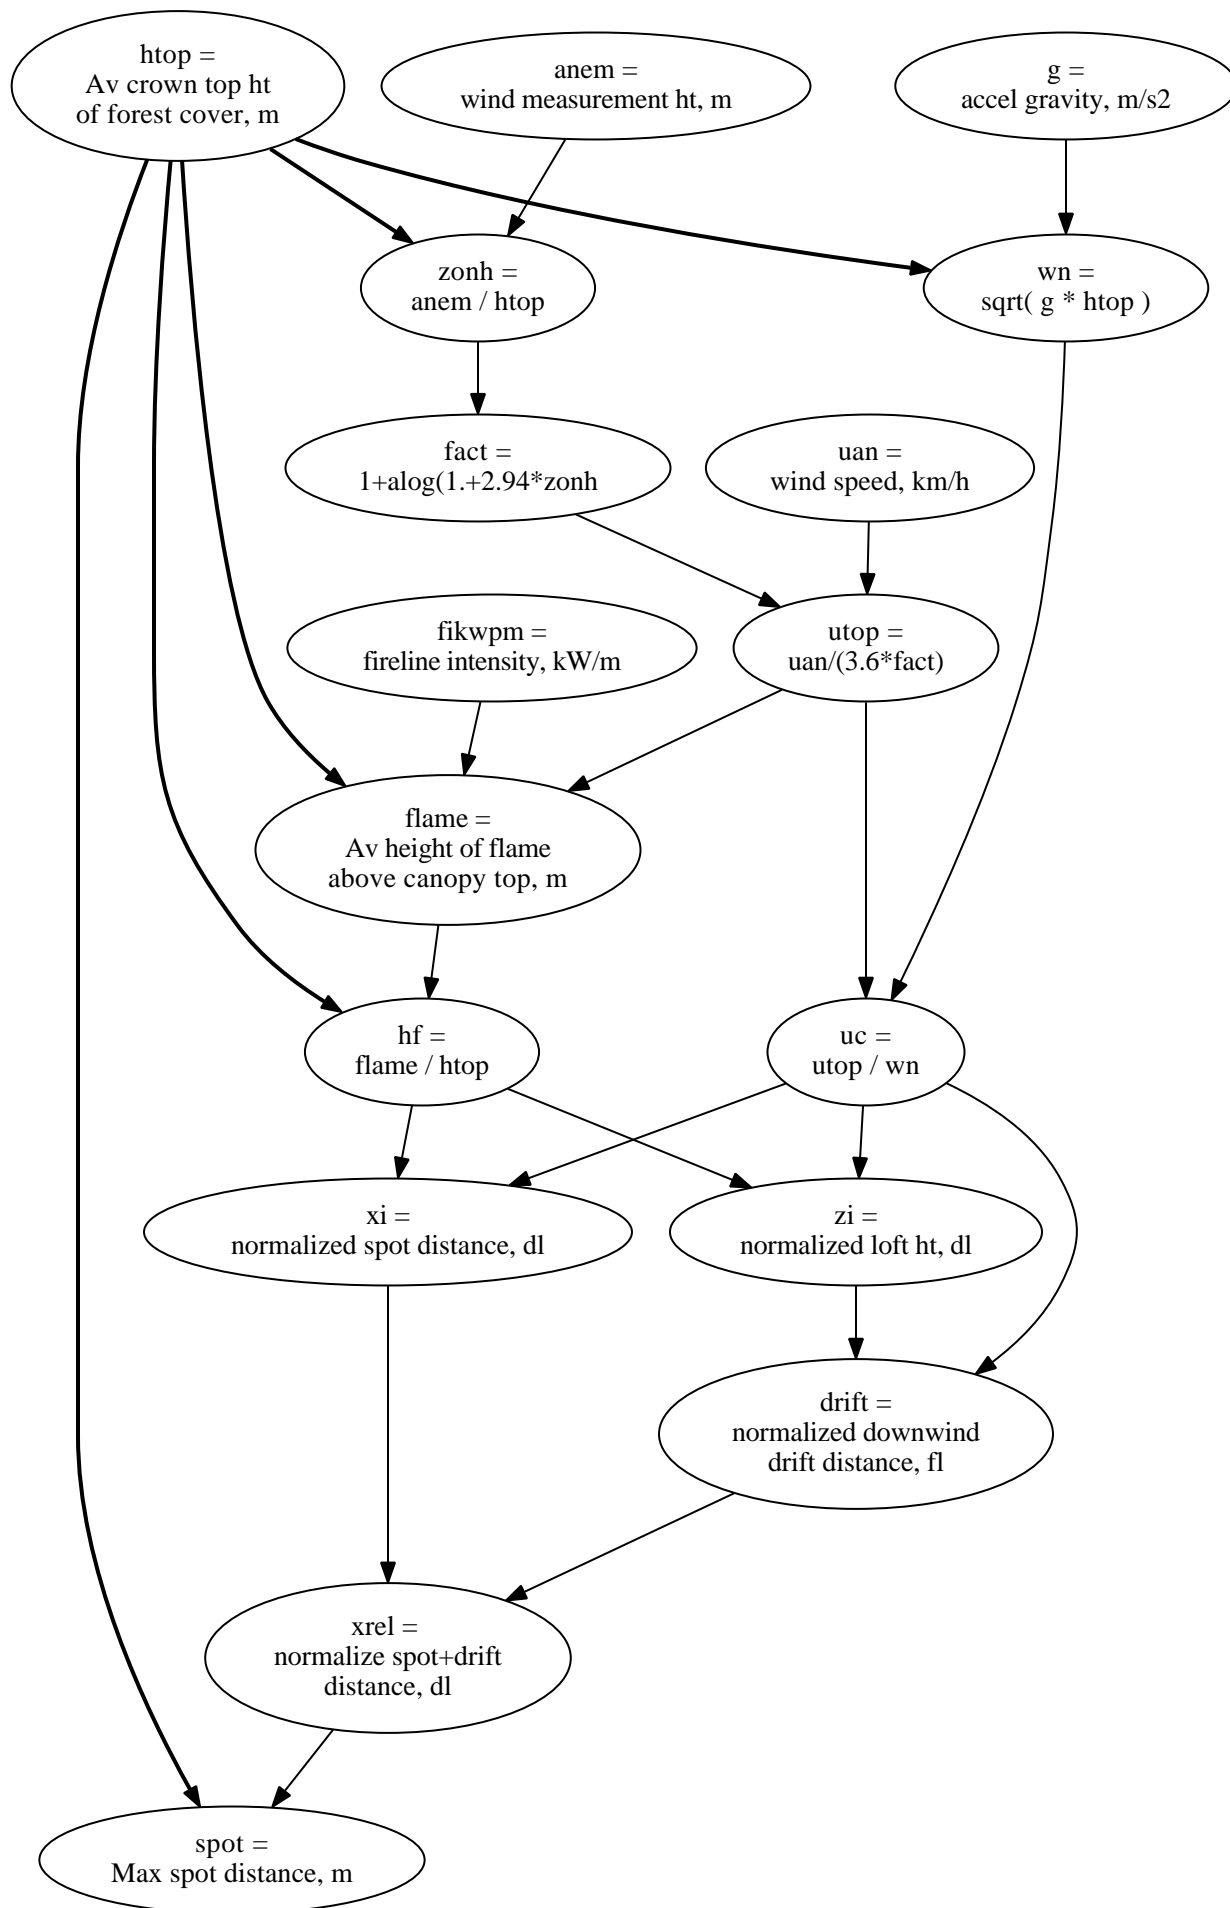 htop =
Av crown top ht
of forest cover, m
anem =
wind measurement ht, m
g =
accel gravity, m/s2
zonh =
anem / htop
wn =
sqrt( g * htop )
fact =
1+alog(1.+2.94*zonh
uan =
wind speed, km/h
fikwpm =
fireline intensity, kW/m
utop =
uan/(3.6*fact)
flame =
Av height of flame
above canopy top, m
hf =
flame / htop
uc =
utop / wn
xi =
normalized spot distance, dl
zi =
normalized loft ht, dl
drift =
normalized downwind
drift distance, fl
xrel =
normalize spot+drift
distance, dl
spot =
Max spot distance, m